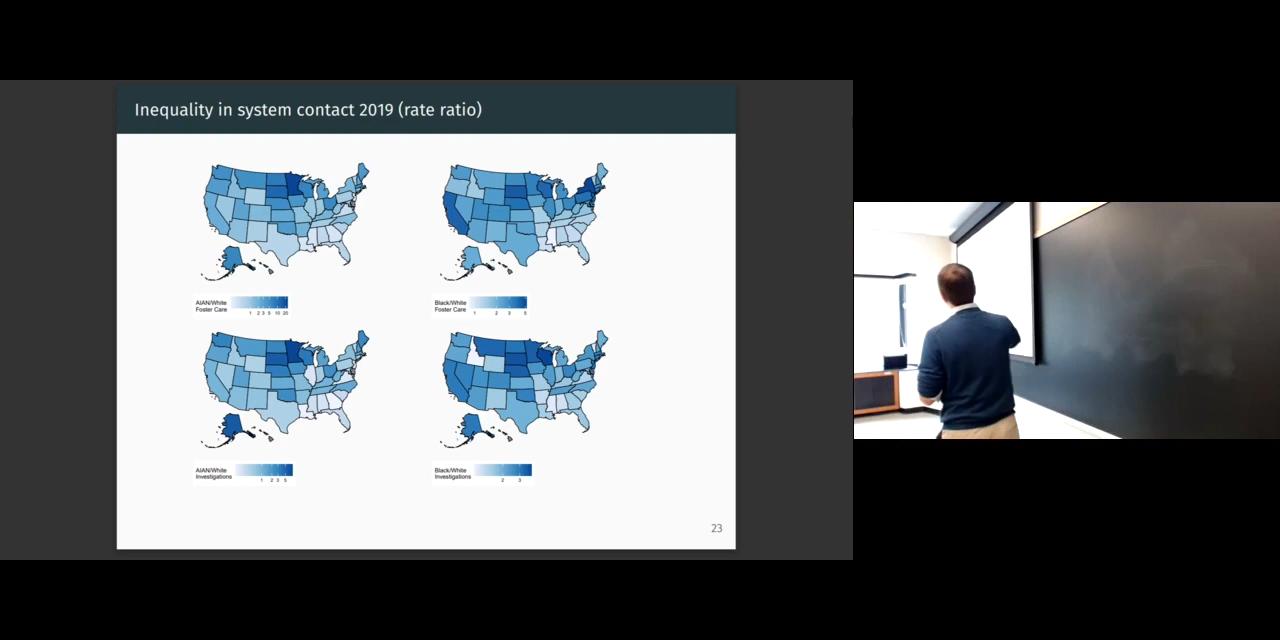 Inequality in system contact 2019 (rate ratio)
AIAN/White
Foster Care
1 2 3 5 10 20
Black/White
Foster Care
1 2 3 5
AIAN/White
Investigations
1 2 3 5
Black/White
Investigations
2 3
23